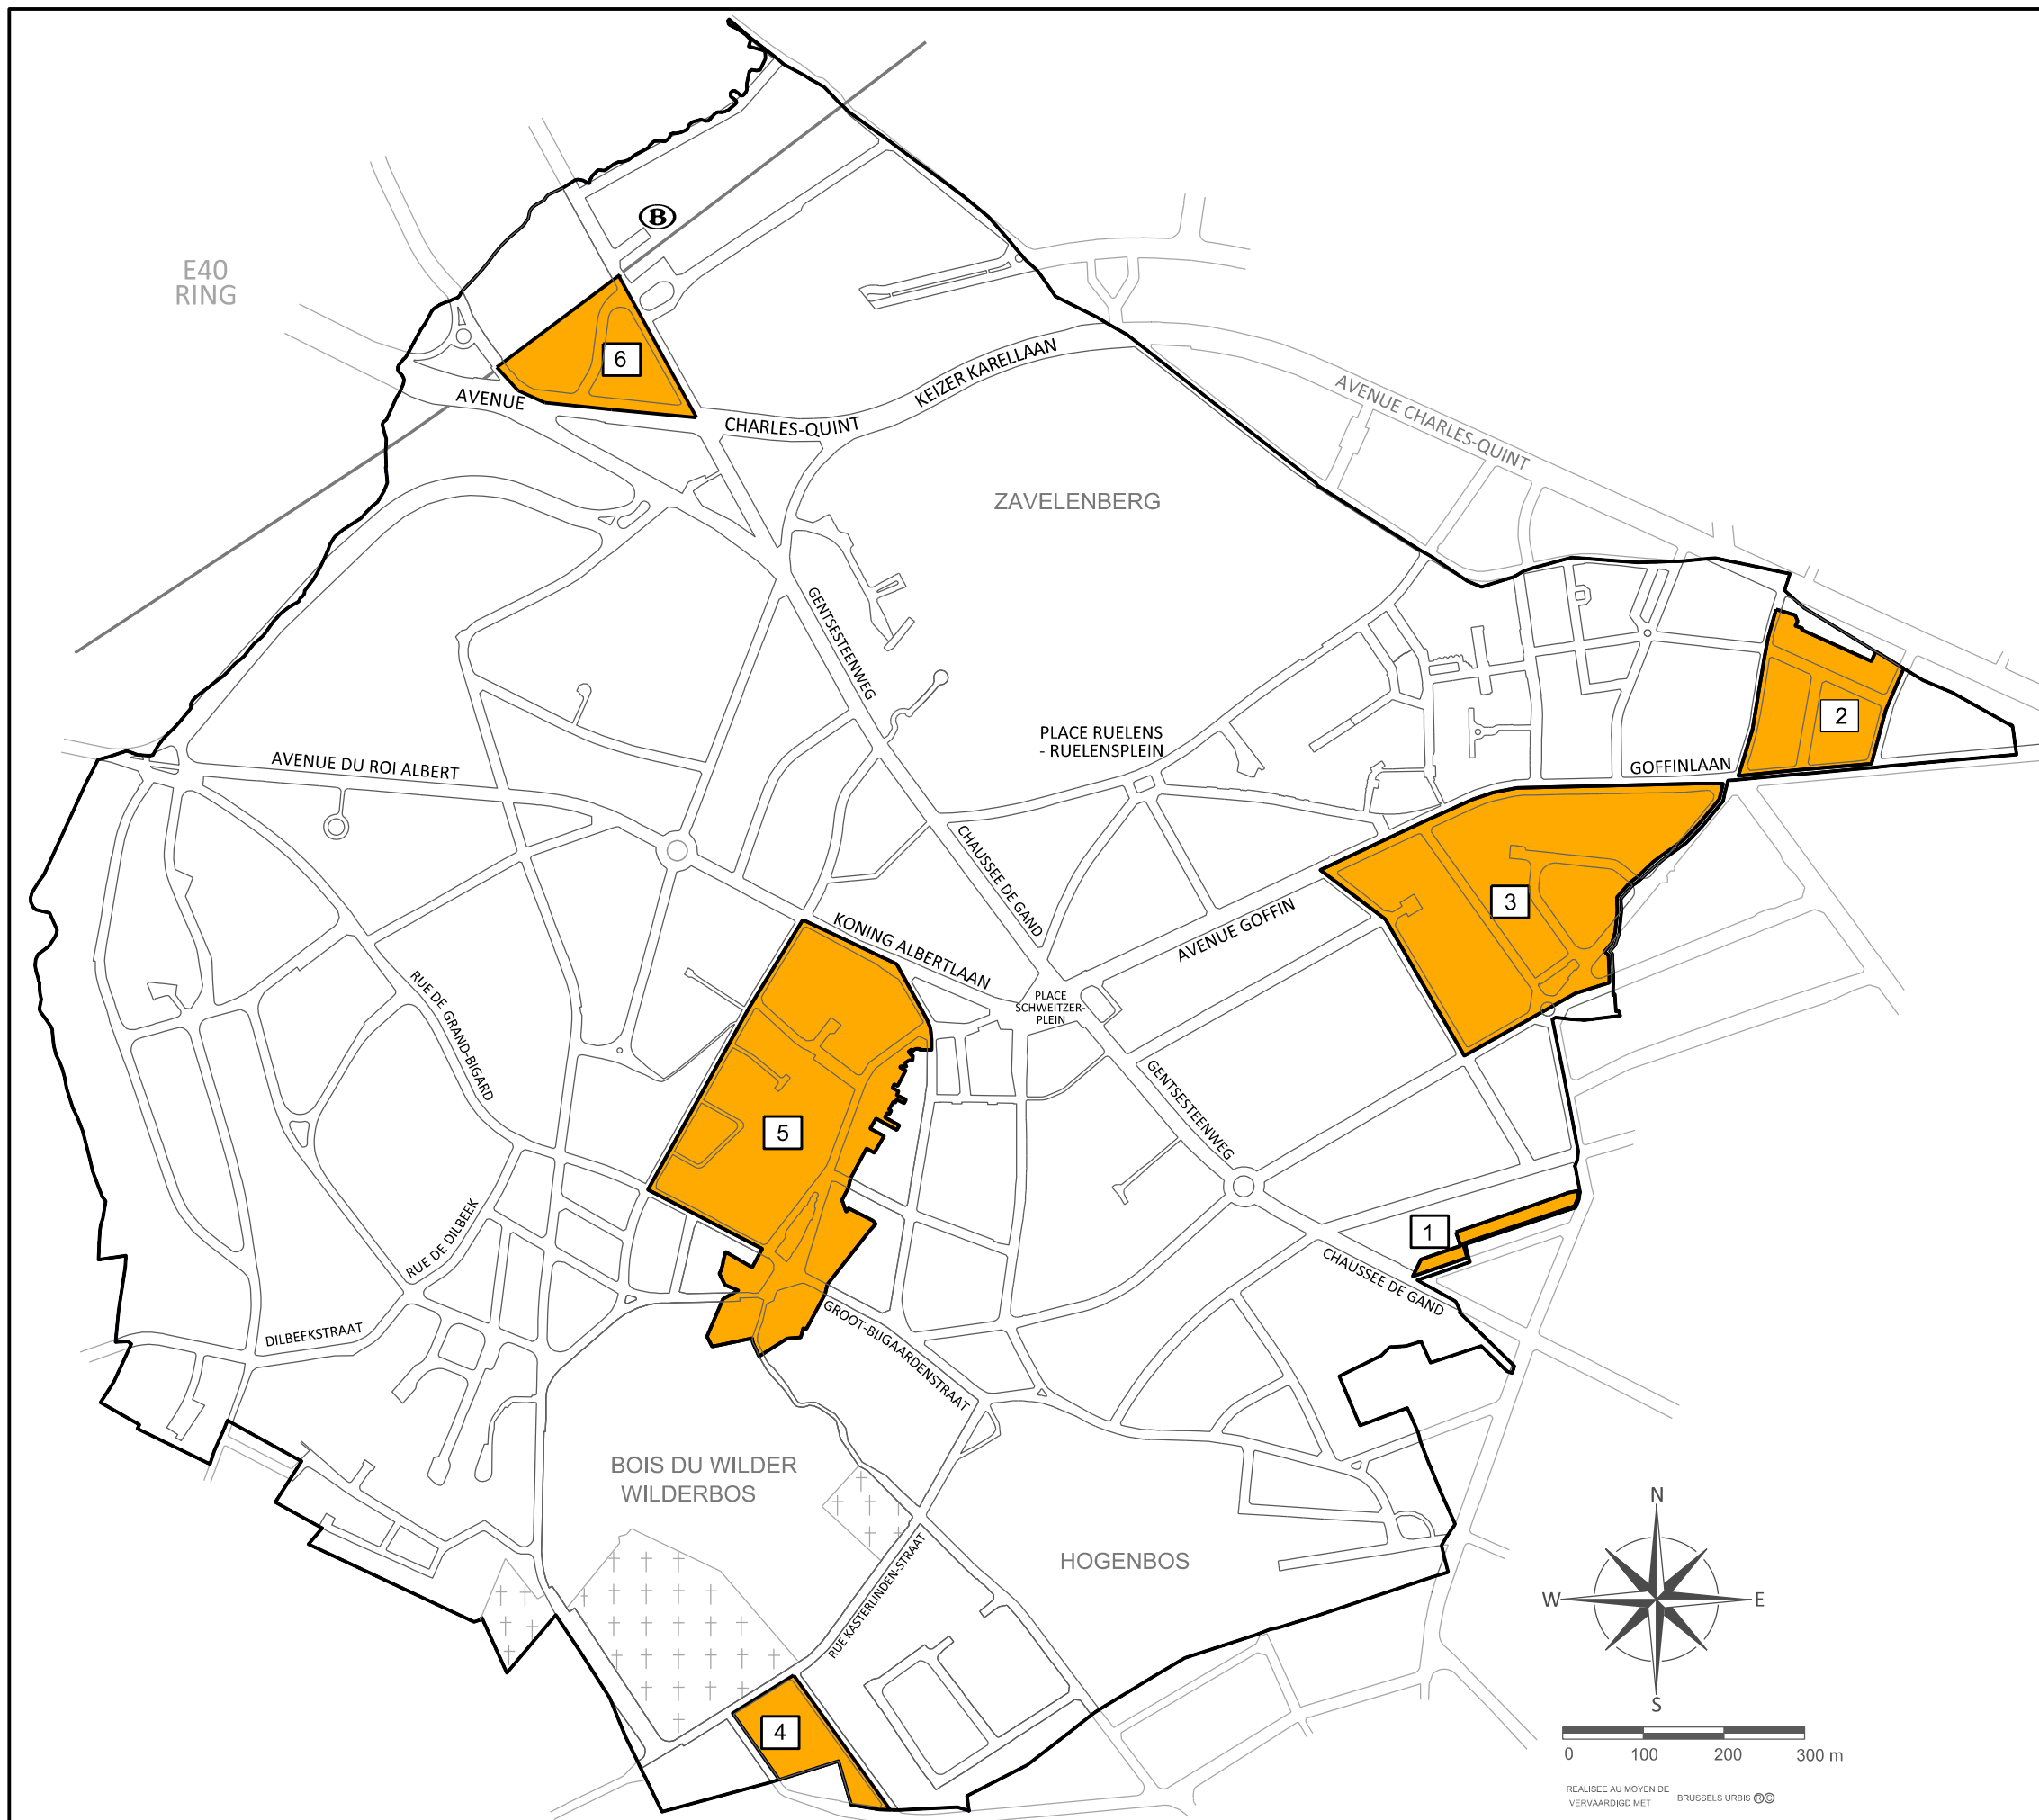 B
E40
RING
6
AVENUE
CHARLES-QUINT
KEIZER KARELLAAN
AVENUE CHARLES-QUINT
ZAVELENBERG
GENTSESTEENWEG
2
PLACE RUELENS
- RUELENSPLEIN
GOFFINLAAN
AVENUE DU ROI ALBERT
CHAUSSEE DE GAND
3
KONING ALBERTLAAN
AVENUE GOFFIN
PLACE
SCHWEITZER-
PLEIN
RUE DE GRAND-BIGARD
GENTSESTEENWEG
5
RUE DE DILBEEK
1
CHAUSSEE DE GAND
DILBEEKSTRAAT
GROOT-BIJGAARDENSTRAAT
BOIS DU WILDER
WILDERBOS
HOGENBOS
RUE KASTERLINDEN-STRAAT
N
W
E
S
4
0 100 200 300 m
REALISEE AU MOYEN DE
VERVAARDIGD MET
BRUSSELS URBIS ®©